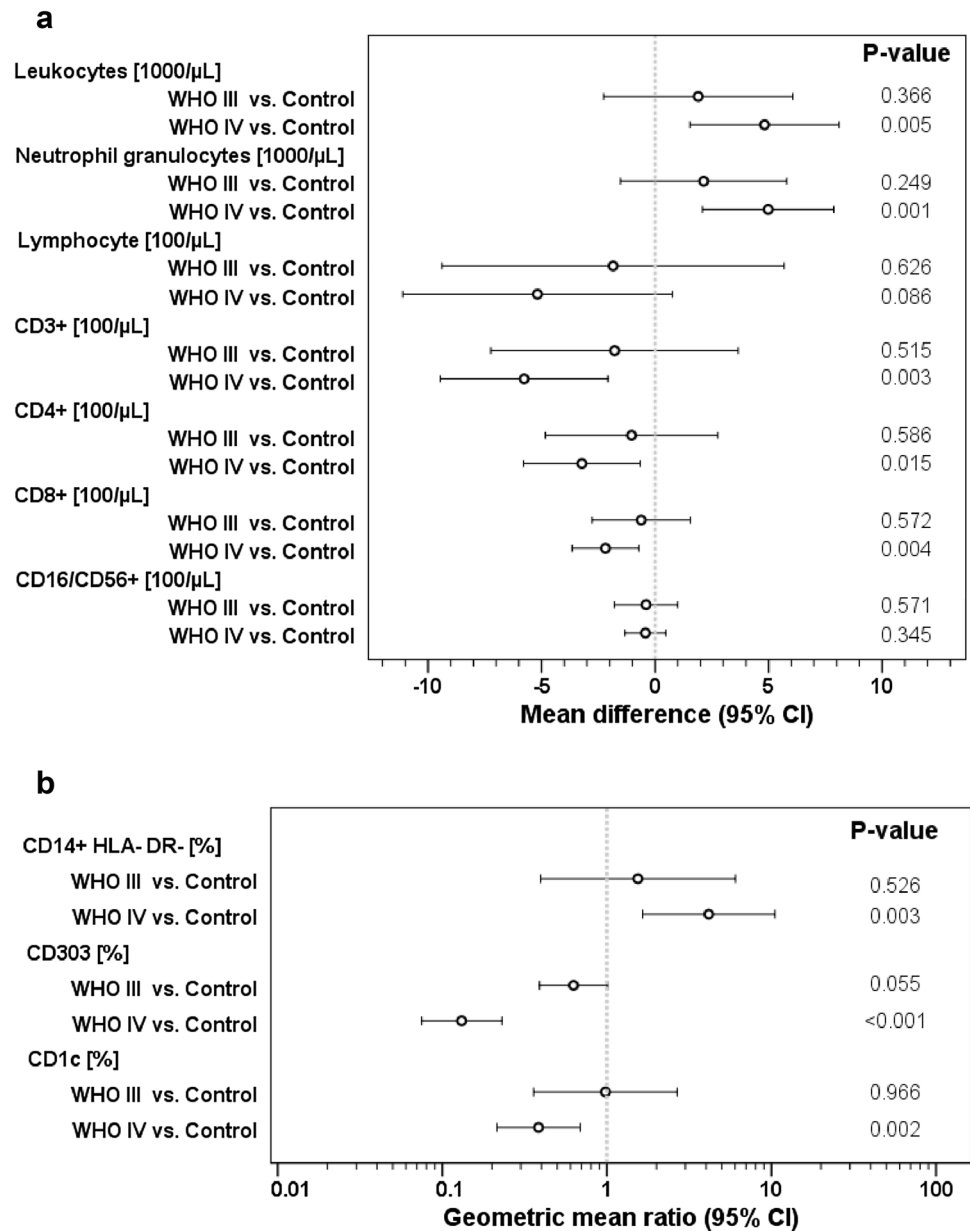 a
P-value
Leukocytes [1000/µL]
WHO III vs. Control 0.366
WHO IV vs. Control 0.005
Neutrophil granulocytes [1000/µL]
WHO III vs. Control 0.249
WHO IV vs. Control 0.001
Lymphocyte [100/µL]
WHO III vs. Control 0.626
WHO IV vs. Control 0.086
CD3+ [100/µL]
WHO III vs. Control 0.515
WHO IV vs. Control 0.003
CD4+ [100/µL]
WHO III vs. Control 0.586
WHO IV vs. Control 0.015
CD8+ [100/µL]
WHO III vs. Control 0.572
WHO IV vs. Control 0.004
CD16/CD56+ [100/µL]
WHO III vs. Control 0.571
WHO IV vs. Control 0.345
-10 -5 0 5 10
Mean difference (95% CI)
b
P-value
CD14+ HLA- DR- [%]
WHO III vs. Control 0.526
WHO IV vs. Control 0.003
CD303 [%]
WHO III vs. Control 0.055
WHO IV vs. Control <0.001
CD1c [%]
WHO III vs. Control 0.966
WHO IV vs. Control 0.002
0.01 0.1 1 10 100
Geometric mean ratio (95% CI)